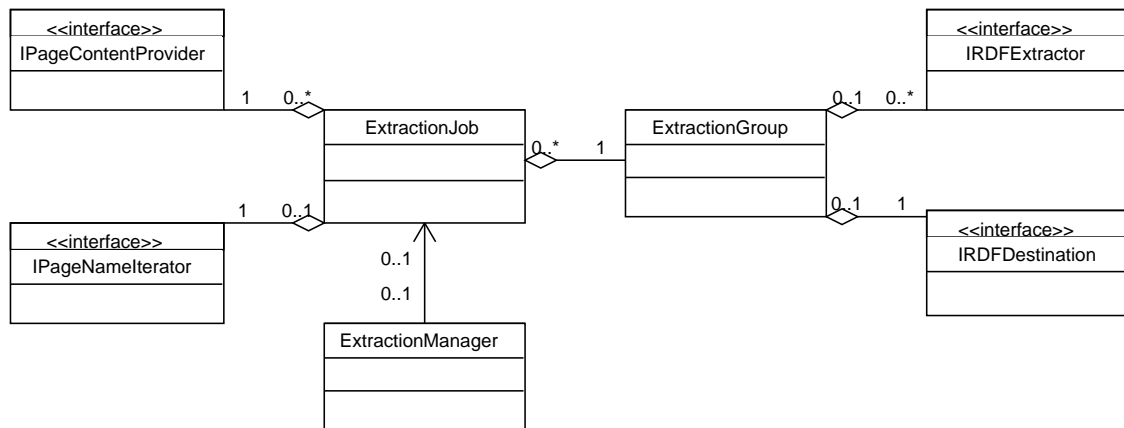 <<interface>>
IPageContentProvider
<<interface>>
IRDFExtractor
1
0..*
0..1
0..*
ExtractionJob
ExtractionGroup
0..*
1
1
0..1
0..1
1
<<interface>>
IPageNameIterator
<<interface>>
IRDFDestination
0..1
0..1
ExtractionManager